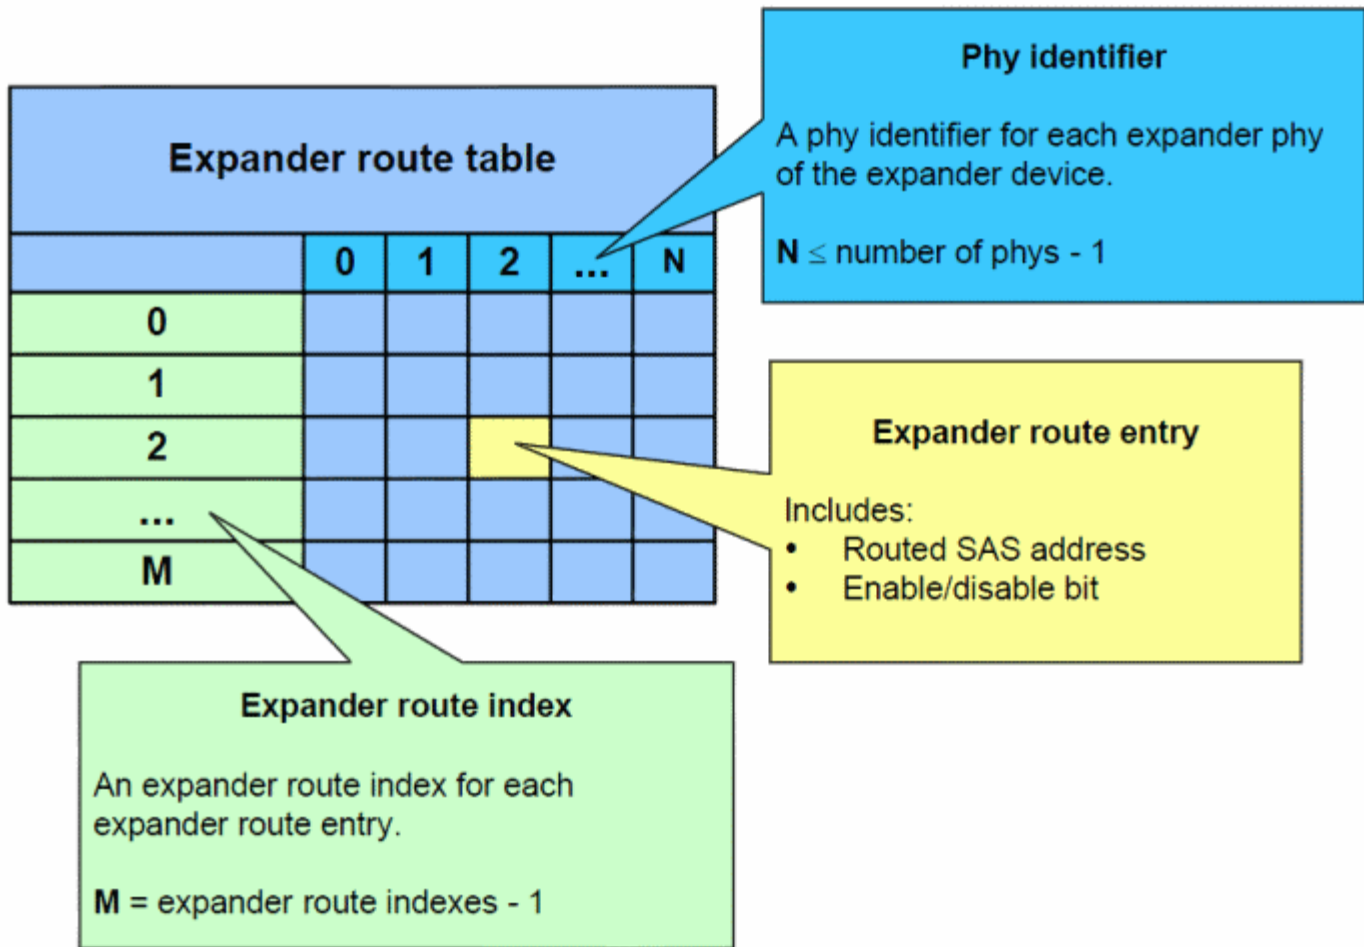 Phy identifier
A phy identifier for each expander phy
of the expander device.
N ≤ number of phys - 1
Expander route table
0 1 2 ... N
0
1
2
...
M
Expander route entry
Includes:
• Routed SAS address
• Enable/disable bit
Expander route index
An expander route index for each
expander route entry.
M = expander route indexes - 1